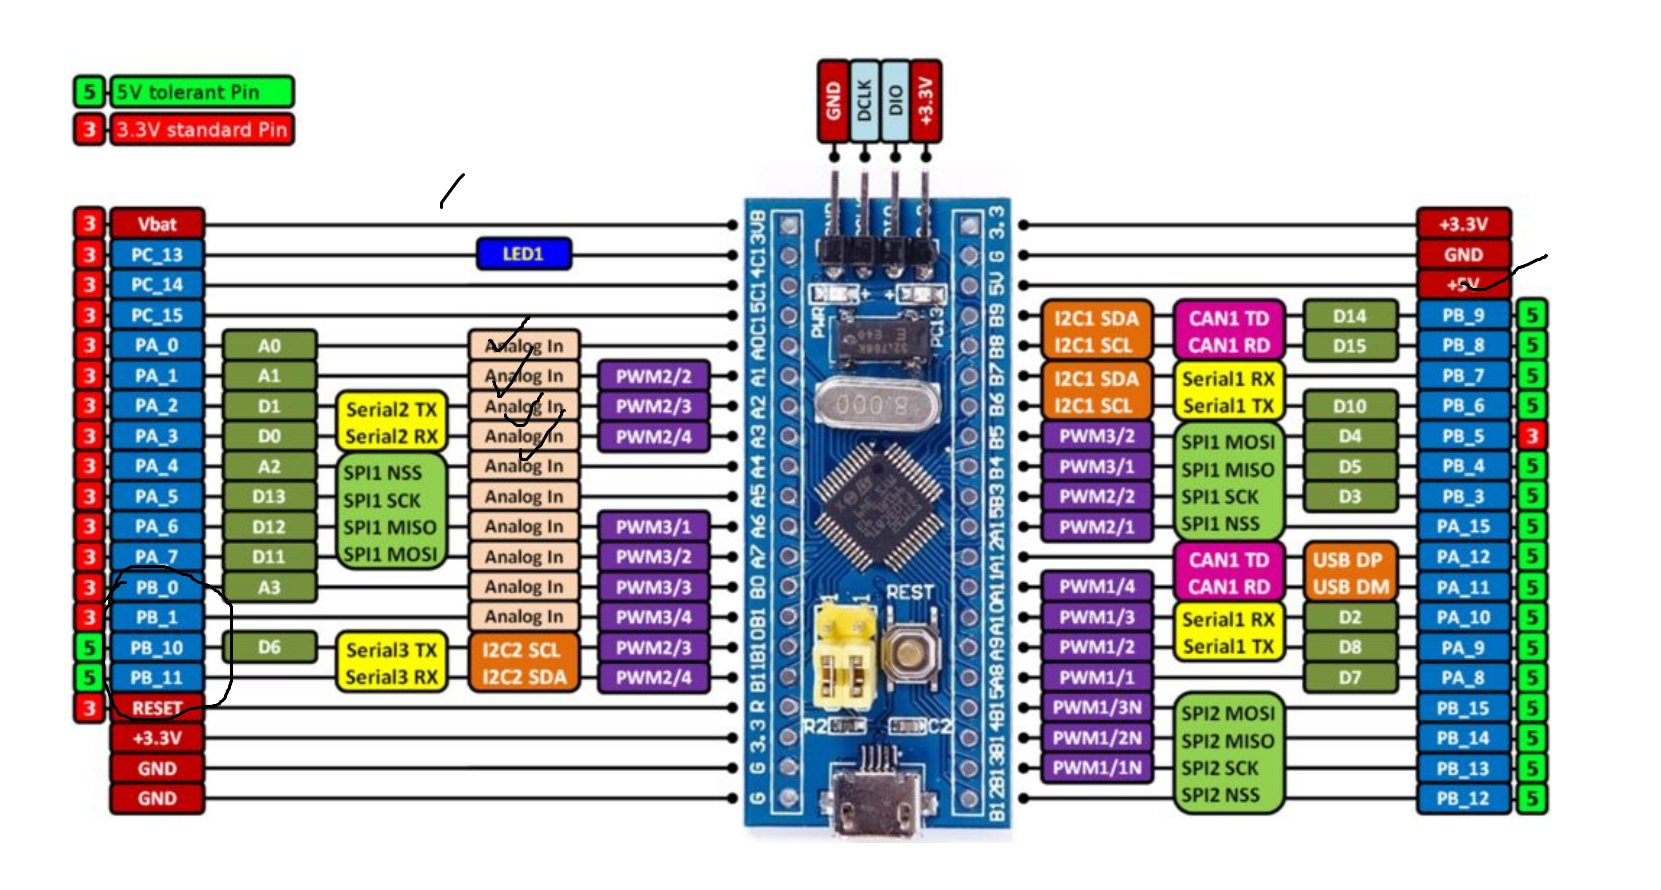 5 5V tolerant Pin
3 3.3V standard Pin
GND DCLK DIO +3.3V
3 Vbat
3 PC_13 LED1
3 PC_14
3 PC_15
3 PA_0 A0 Analog In
3 PA_1 A1 Analog In PWM2/2
3 PA_2 D1 Serial2 TX Analog In PWM2/3
3 PA_3 D0 Serial2 RX Analog In PWM2/4
3 PA_4 A2 SPI1 NSS Analog In
3 PA_5 D13 SPI1 SCK Analog In
3 PA_6 D12 SPI1 MISO Analog In PWM3/1
3 PA_7 D11 SPI1 MOSI Analog In PWM3/2
3 PB_0 A3 Analog In PWM3/3
3 PB_1 Analog In PWM3/4
5 PB_10 D6 Serial3 TX I2C2 SCL PWM2/3
5 PB_11 Serial3 RX I2C2 SDA PWM2/4
3 RESET
+3.3V
GND
GND
VB
C13
C14
C15
A0
A1
A2
A3
A4
A5
A6
A7
B0
B1
B10
B11
R
3.3
G
G
PWR
PC13
8.000
REST
1 1
R2 C2
3.3
G
5V
B9
B8
B7
B6
B5
B4
B3
A15
A12
A11
A10
A9
A8
B15
B14
B13
B12
+3.3V
GND
+5V
I2C1 SDA CAN1 TD D14 PB_9 5
I2C1 SCL CAN1 RD D15 PB_8 5
I2C1 SDA Serial1 RX PB_7 5
I2C1 SCL Serial1 TX D10 PB_6 5
PWM3/2 SPI1 MOSI D4 PB_5 3
PWM3/1 SPI1 MISO D5 PB_4 5
PWM2/2 SPI1 SCK D3 PB_3 5
PWM2/1 SPI1 NSS PA_15 5
CAN1 TD USB DP PA_12 5
PWM1/4 CAN1 RD USB DM PA_11 5
PWM1/3 Serial1 RX D2 PA_10 5
PWM1/2 Serial1 TX D8 PA_9 5
PWM1/1 D7 PA_8 5
PWM1/3N SPI2 MOSI PB_15 5
PWM1/2N SPI2 MISO PB_14 5
PWM1/1N SPI2 SCK PB_13 5
SPI2 NSS PB_12 5